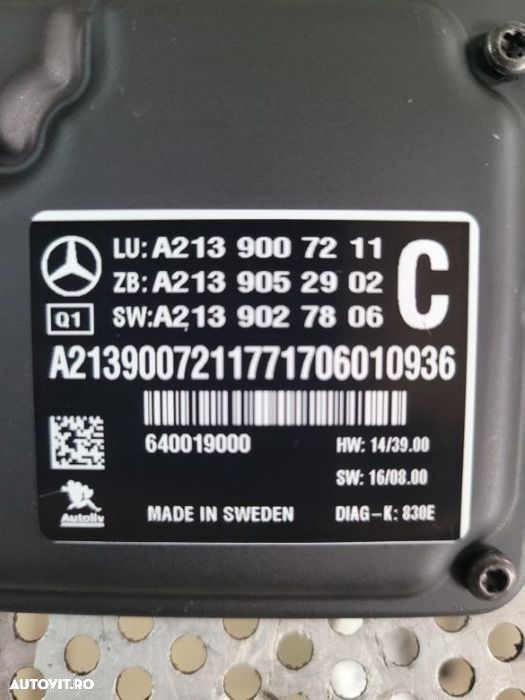 LU: A213 900 72 11
ZB: A213 905 29 02
Q1 SW: A213 902 78 06
C
A2139007211771706010936
640019000
HW: 14/39.00
SW: 16/08.00
Autoliv
MADE IN SWEDEN
DIAG-K: 830E
AUTOVIT.RO